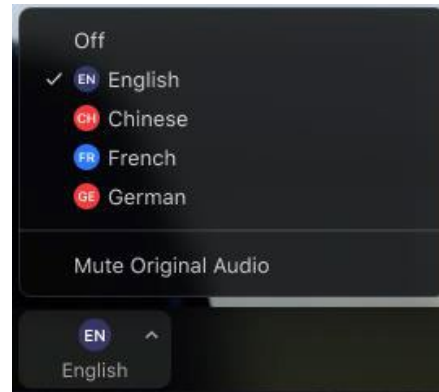 Off
EN English
CH Chinese
FR French
GE German
Mute Original Audio
EN
English